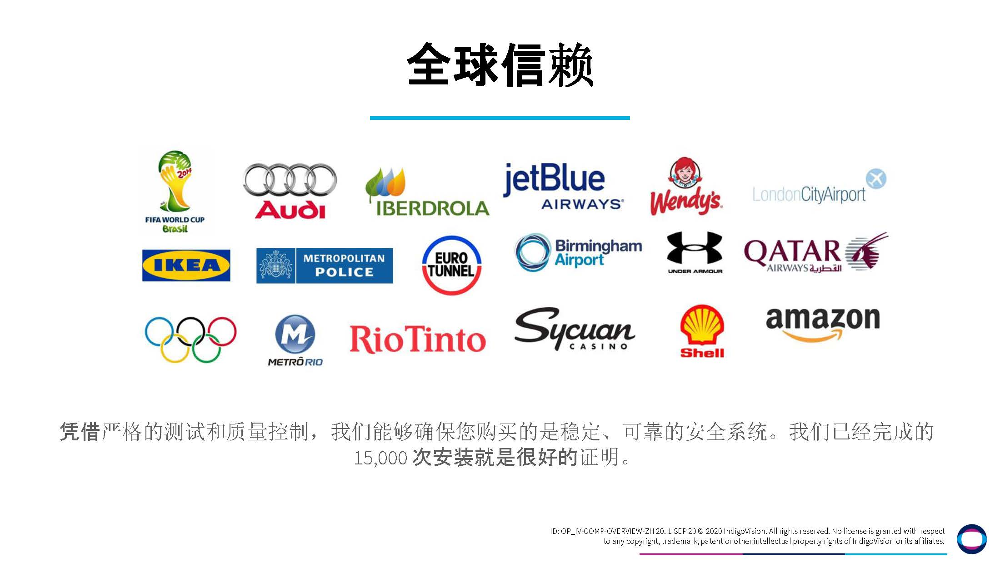 全球信赖
2014
FIFA WORLD CUP
Brasil
Audi
IBERDROLA
jetBlue
AIRWAYS®
Wendy's®
LondonCityAirport
IKEA
METROPOLITAN
POLICE
EURO
TUNNEL
Birmingham
Airport
UNDER ARMOUR
QATAR
AIRWAYS القطرية
METRÔ RIO
RioTinto
Sycuan
CASINO
Shell
amazon
凭借严格的测试和质量控制，我们能够确保您购买的是稳定、可靠的安全系统。我们已经完成的
15,000 次安装就是很好的证明。
ID: OP_IV-COMP-OVERVIEW-ZH 20. 1 SEP 20 © 2020 IndigoVision. All rights reserved. No license is granted with respect
to any copyright, trademark, patent or other intellectual property rights of IndigoVision or its affiliates.